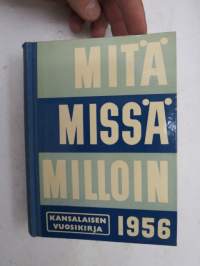 MITÄ
MISSÄ
MILLOIN
KANSALAISEN
VUOSIKIRJA
1956